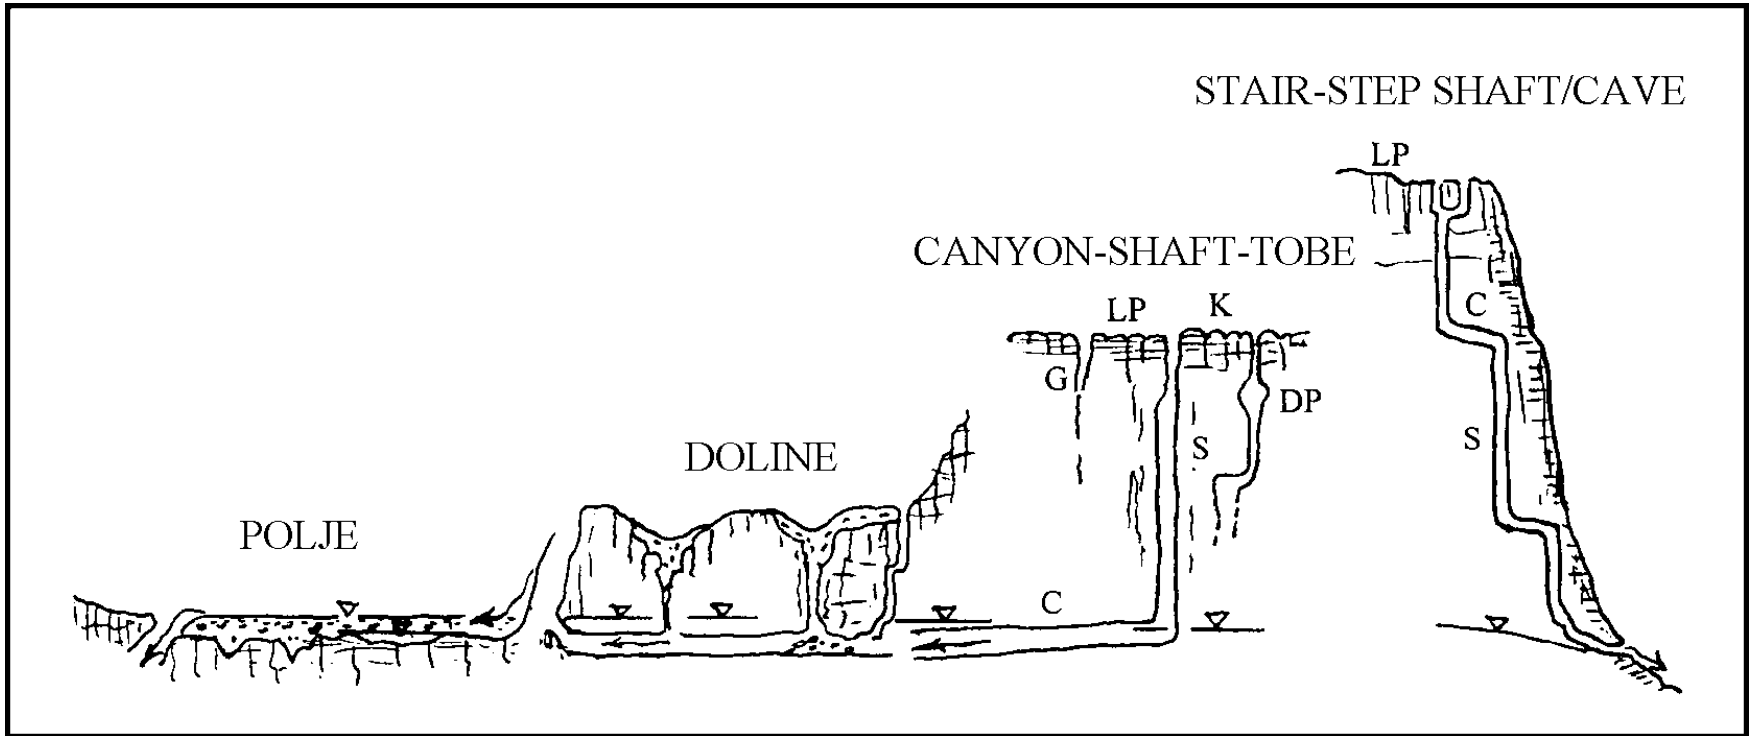 STAIR-STEP SHAFT/CAVE
LP
CANYON-SHAFT-TOBE
LP
K
C
G
DP
DOLINE
S
S
POLJE
C